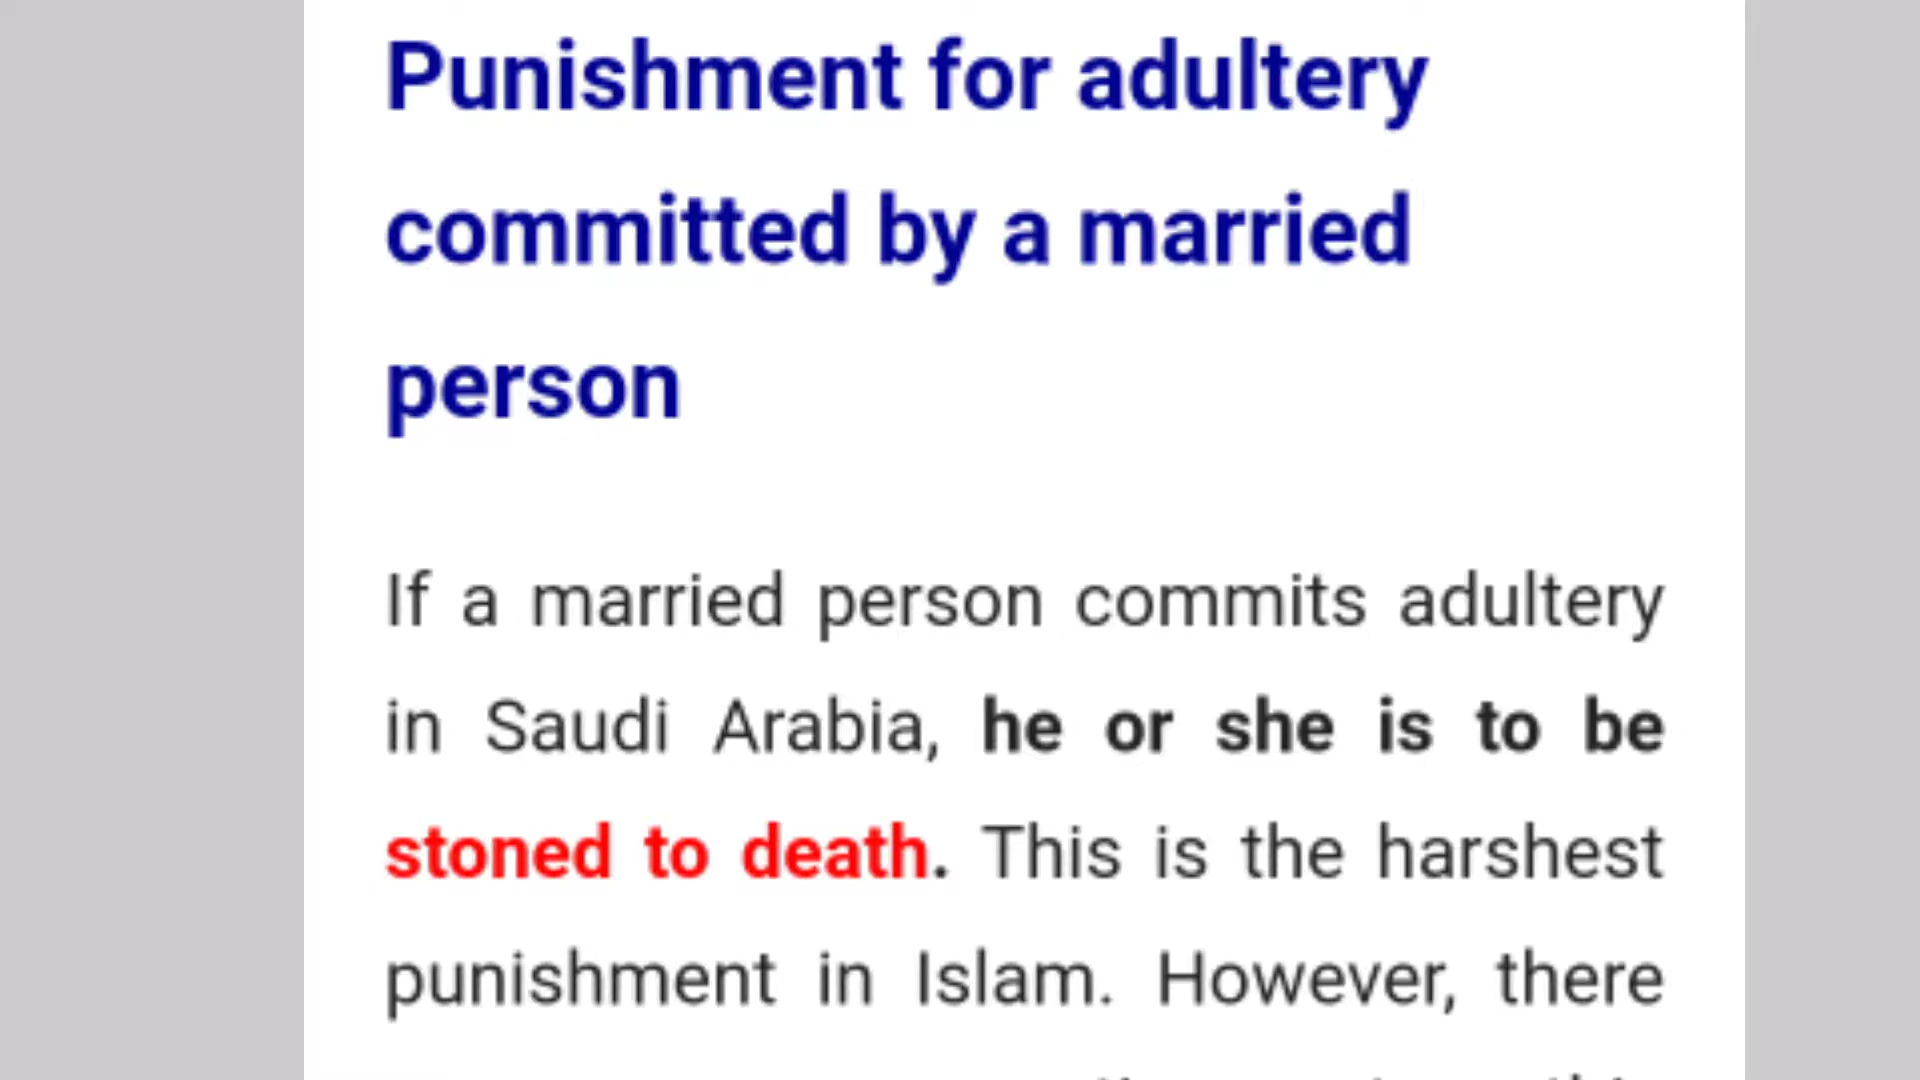 Punishment for adultery
committed by a married
person
If a married person commits adultery
in Saudi Arabia, he or she is to be
stoned to death. This is the harshest
punishment in Islam. However, there